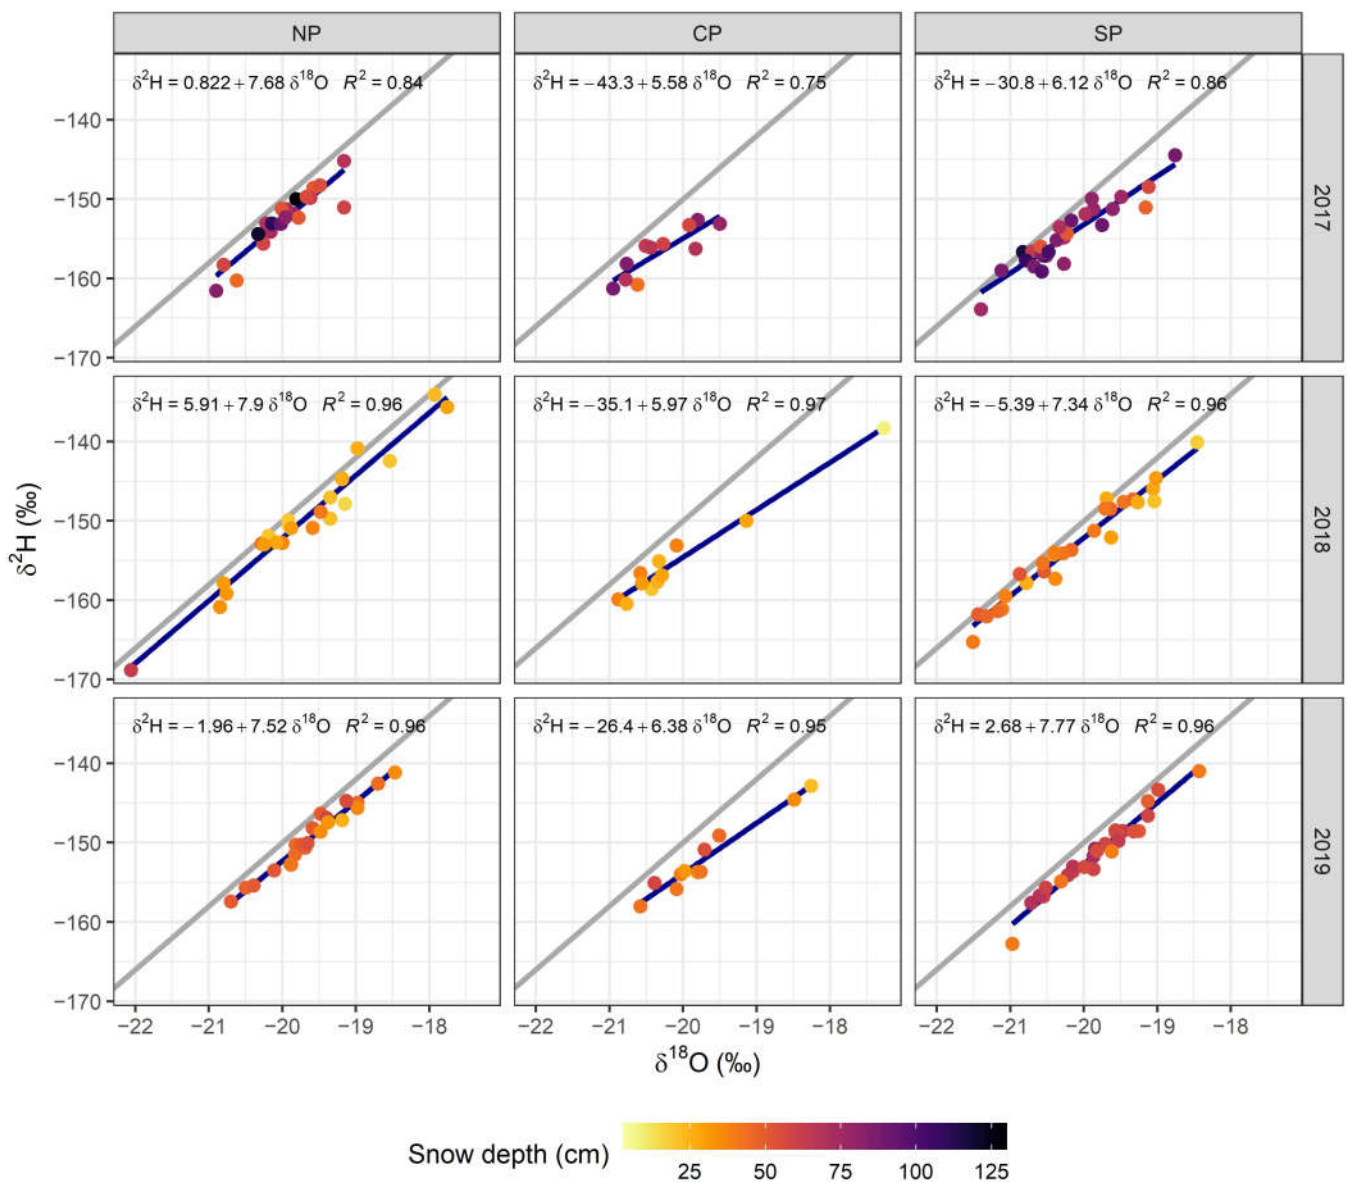 NP CP SP
δ²H = 0.822 + 7.68 δ¹⁸O R² = 0.84
δ²H = −43.3 + 5.58 δ¹⁸O R² = 0.75
δ²H = −30.8 + 6.12 δ¹⁸O R² = 0.86
−140
−150
−160
−170
2017
δ²H = 5.91 + 7.9 δ¹⁸O R² = 0.96
δ²H = −35.1 + 5.97 δ¹⁸O R² = 0.97
δ²H = −5.39 + 7.34 δ¹⁸O R² = 0.96
−140
−150
−160
−170
2018
δ²H (‰)
δ²H = −1.96 + 7.52 δ¹⁸O R² = 0.96
δ²H = −26.4 + 6.38 δ¹⁸O R² = 0.95
δ²H = 2.68 + 7.77 δ¹⁸O R² = 0.96
−140
−150
−160
−170
2019
−22 −21 −20 −19 −18
−22 −21 −20 −19 −18
−22 −21 −20 −19 −18
δ¹⁸O (‰)
Snow depth (cm)
25 50 75 100 125